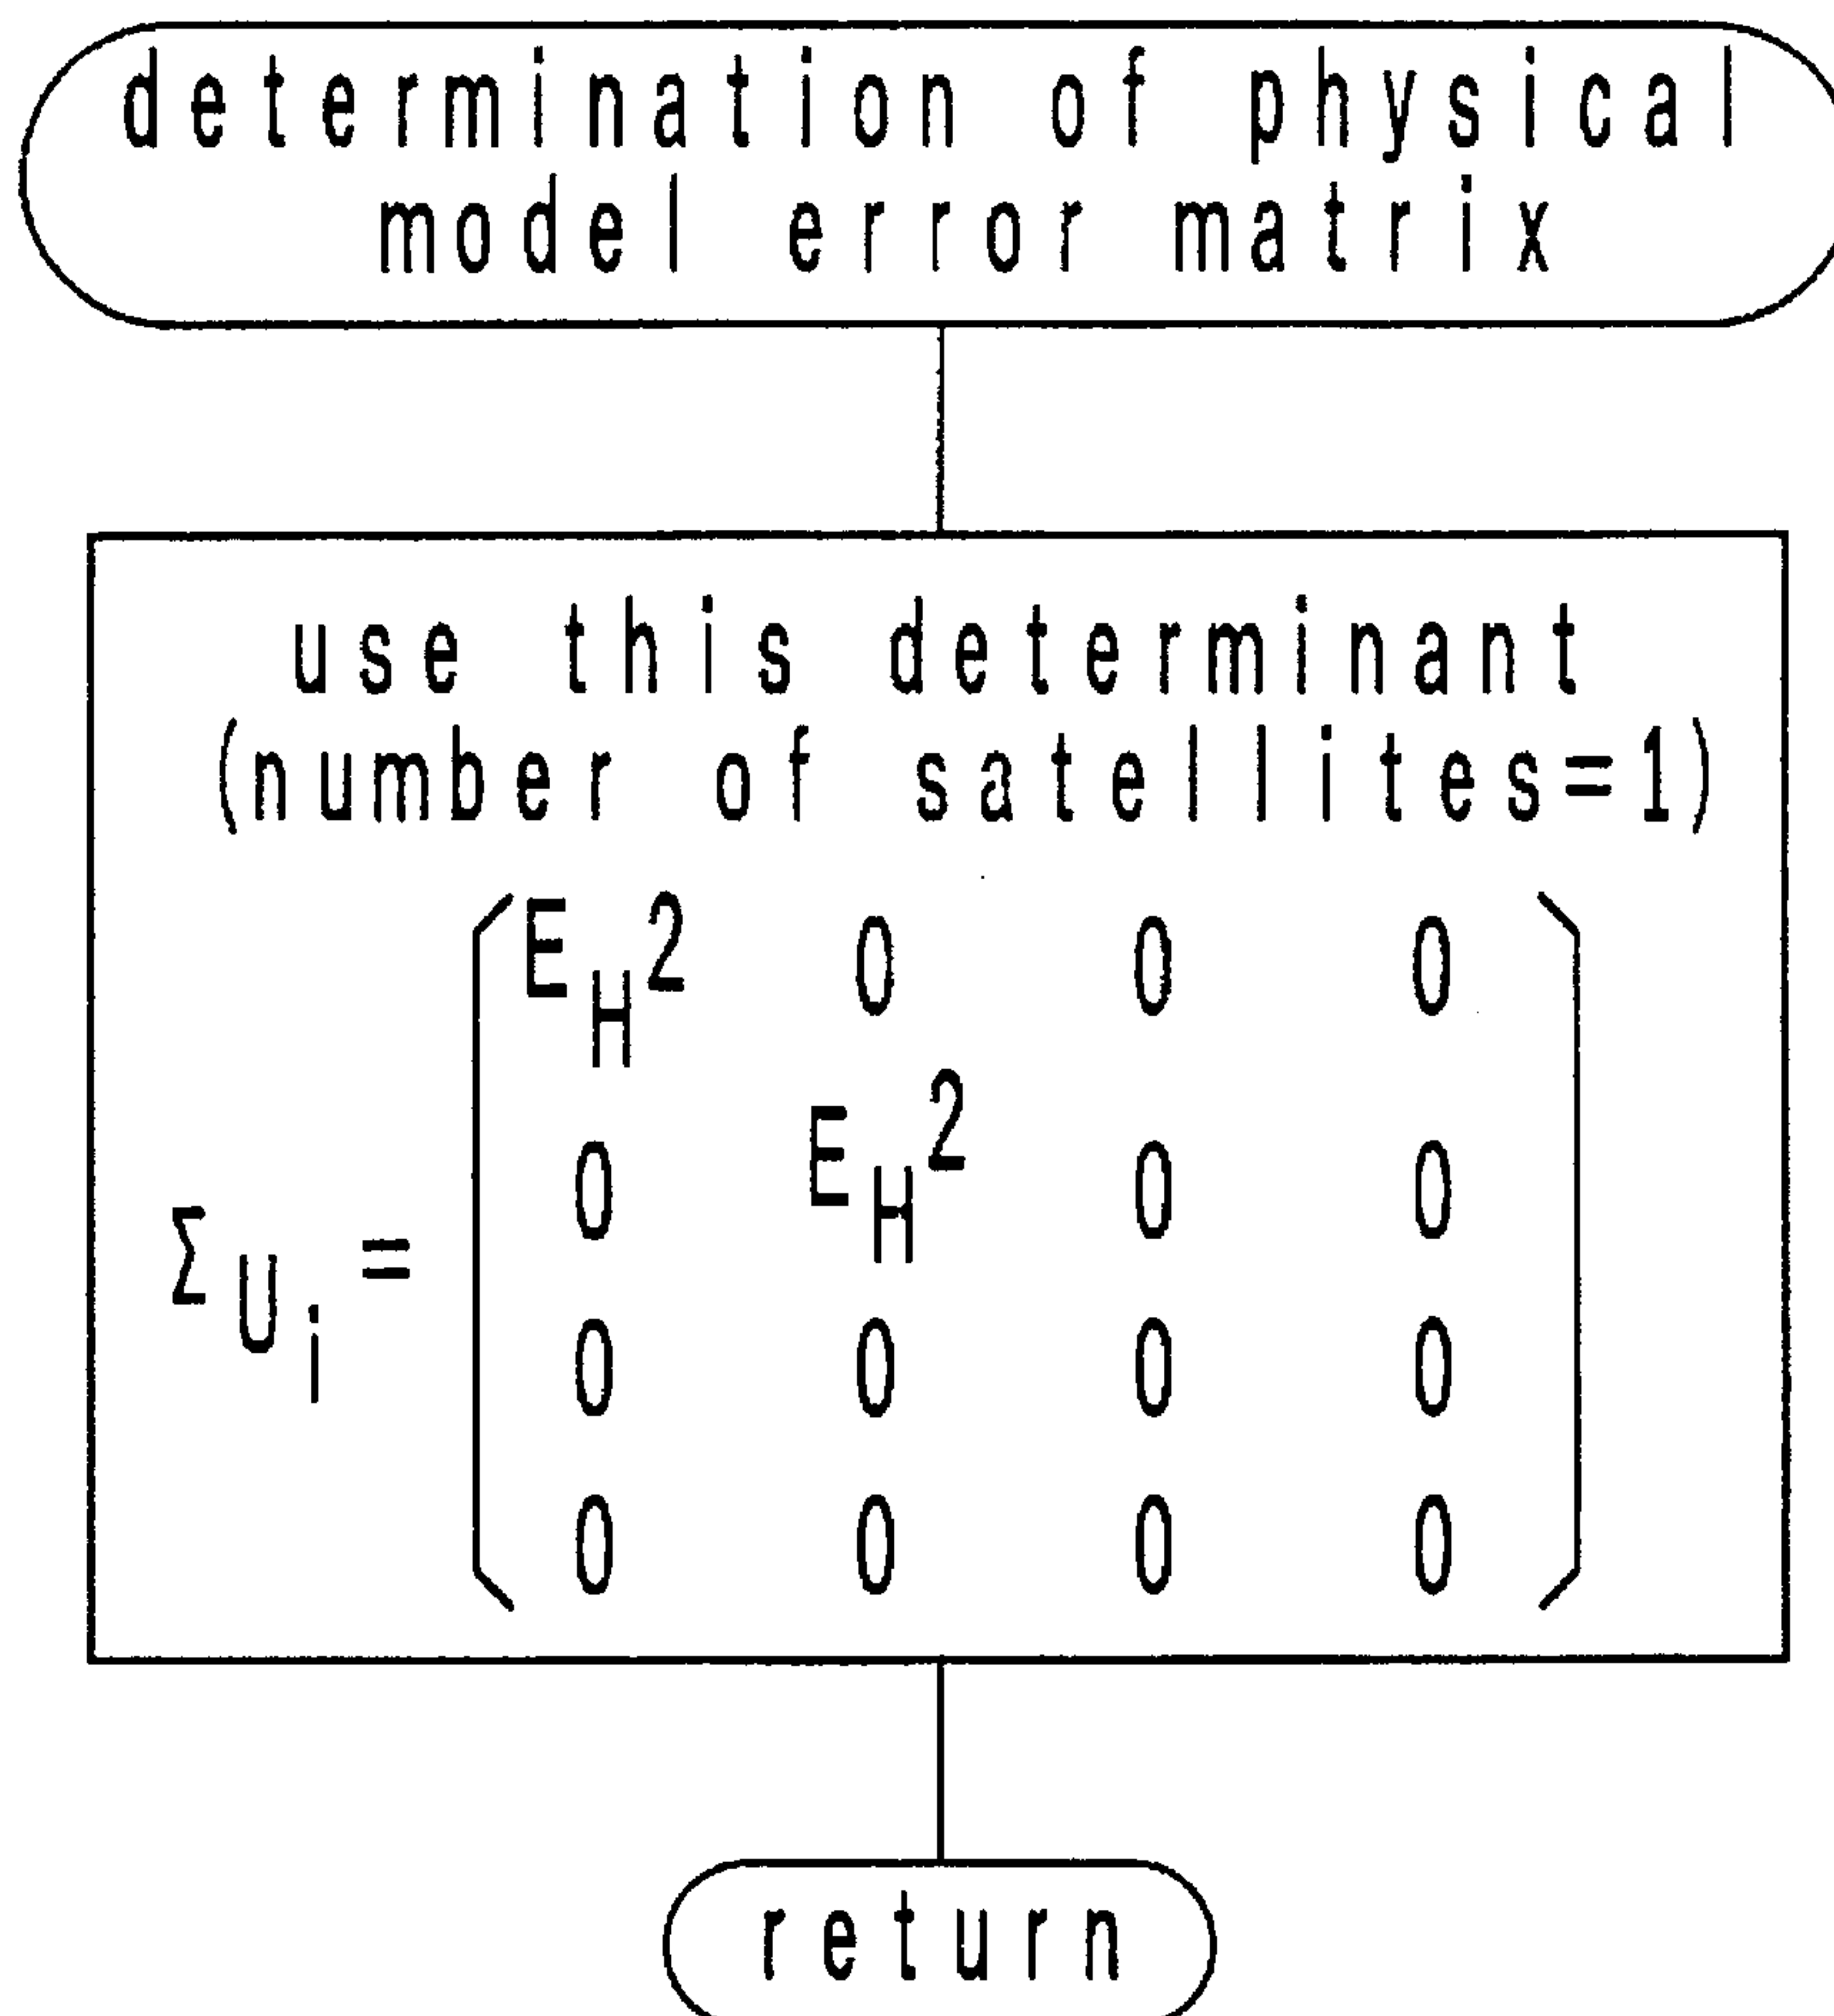 determination of physical
model error matrix
use this determinant
(number of satellites=1)
E_H^2 0 0 0
0 E_H^2 0 0
Σ_U_i =
0 0 0 0
0 0 0 0
return